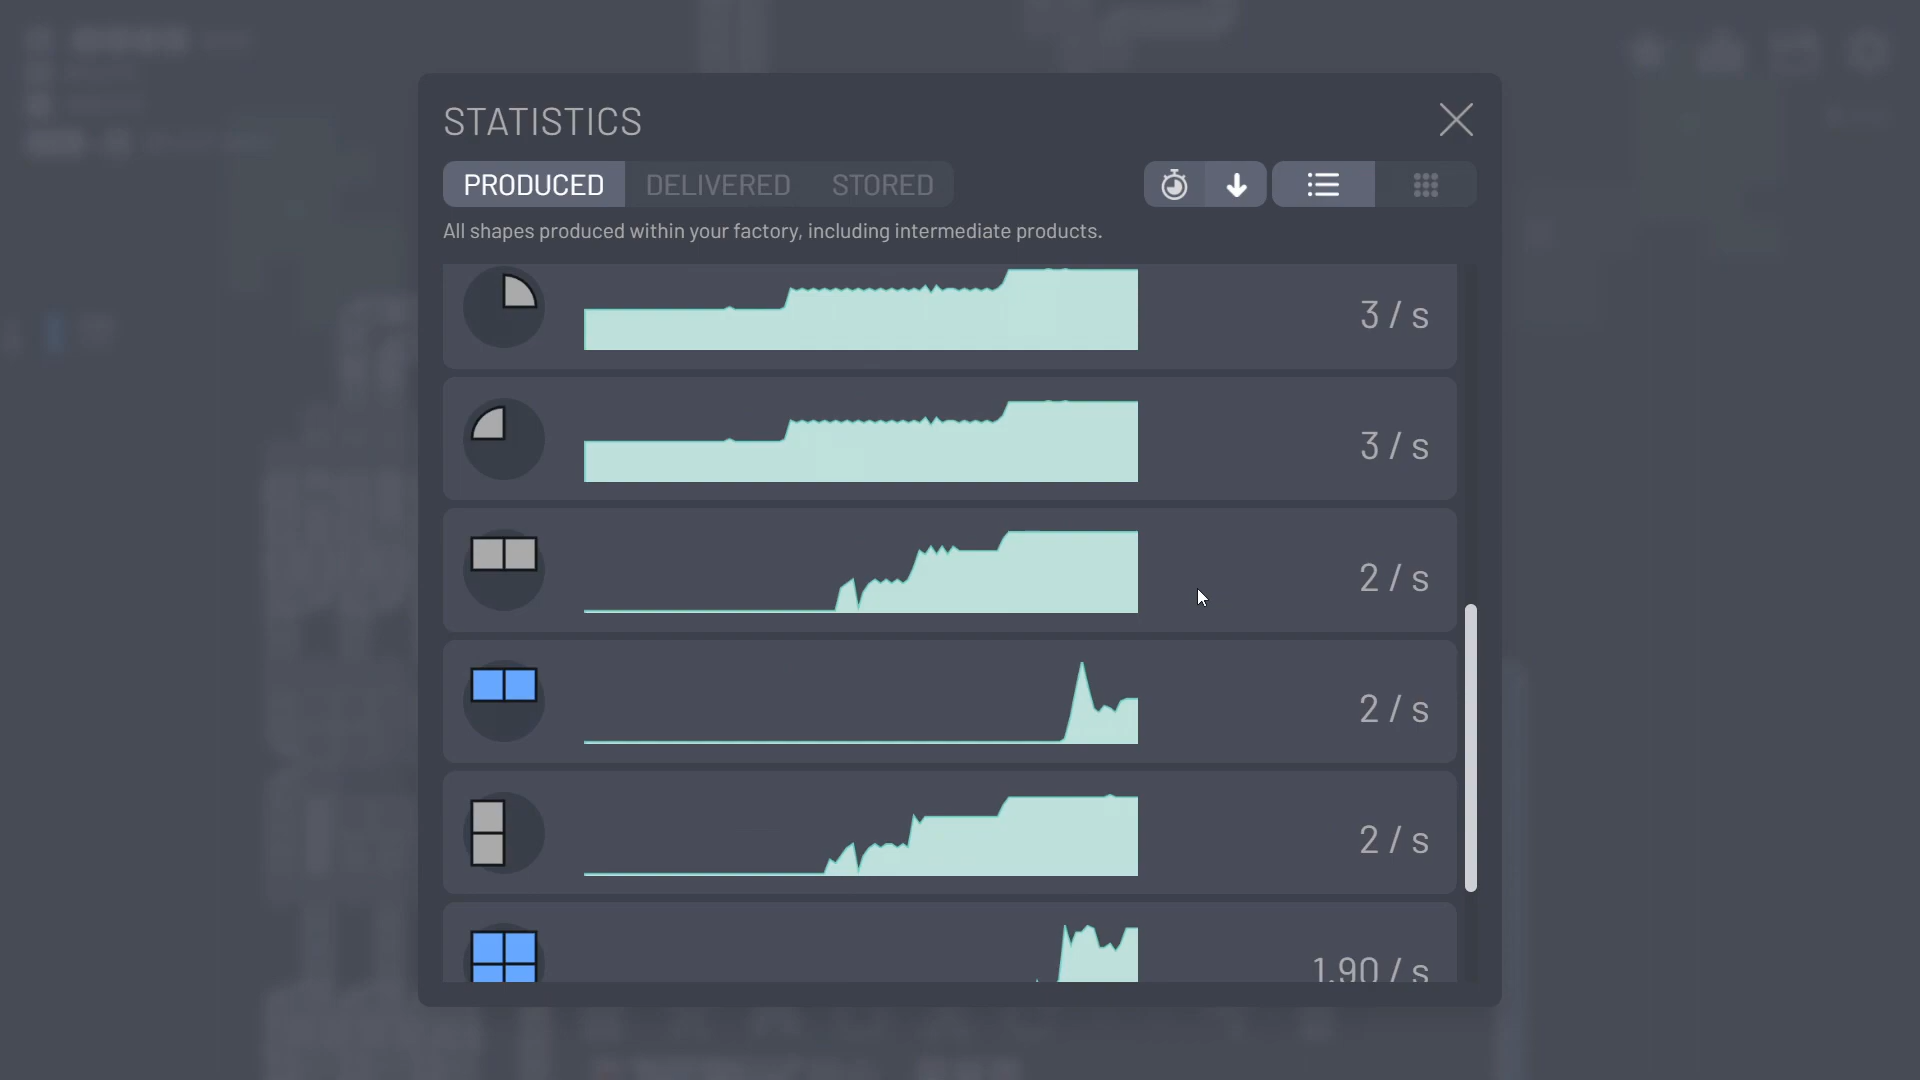 STATISTICS
PRODUCED DELIVERED STORED
All shapes produced within your factory, including intermediate products.
3 / s
3 / s
2 / s
2 / s
2 / s
1.90 / s